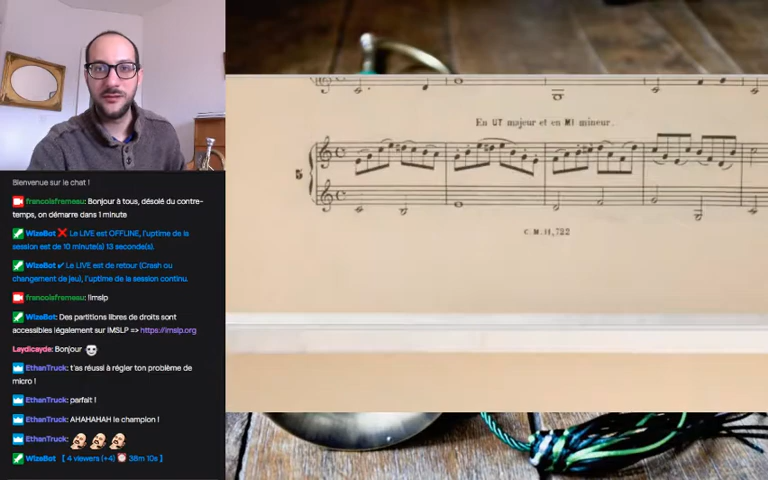 Bienvenue sur le chat !
francoisfremeau: Bonjour à tous, désolé du contre-
temps, on démarre dans 1 minute
WizeBot ❌ Le LIVE est OFFLINE, l'uptime de la
session est de 10 minute(s) 13 seconde(s).
WizeBot ✔ Le LIVE est de retour (Crash ou
changement de jeu), l'uptime de la session continu.
francoisfremeau: !imslp
WizeBot: Des partitions libres de droits sont
accessibles légalement sur IMSLP => https://imslp.org
Laydicayde: Bonjour
EthanTruck: t'as réussi à régler ton problème de
micro !
EthanTruck: parfait !
EthanTruck: AHAHAHAH le champion !
EthanTruck:
WizeBot [ 4 viewers (+4) ⏰ 38m 10s ]
En UT majeur et en MI mineur.
5
C.M.11,722